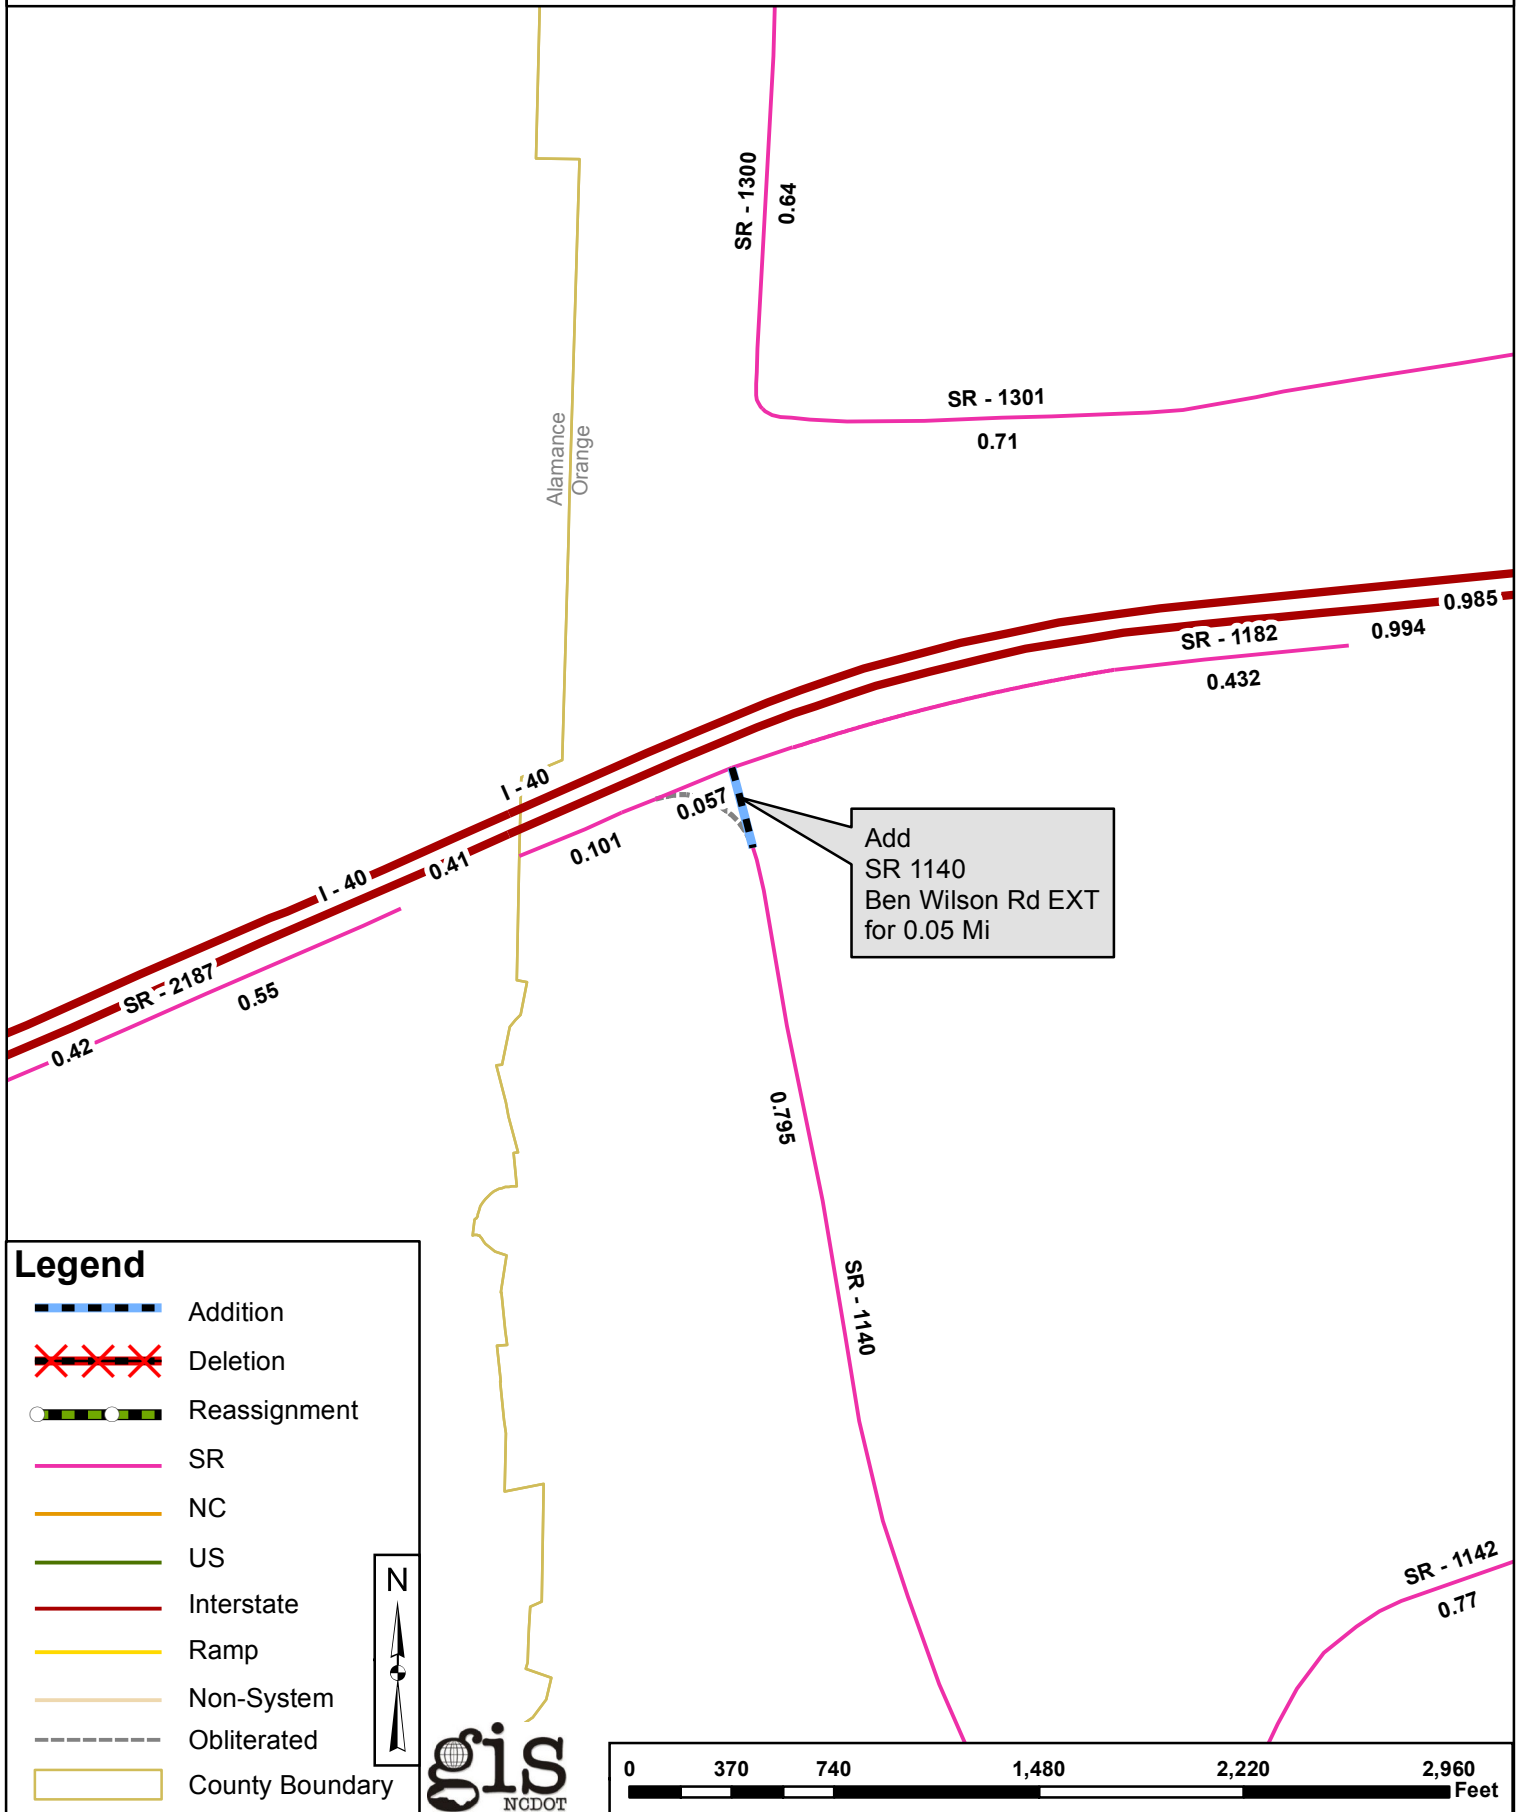 SR - 1300
0.64
SR - 1301
0.71
Alamance
Orange
0.985
SR - 1182
0.994
0.432
I - 40
0.057
0.101
0.41
I - 40
Add
SR 1140
Ben Wilson Rd EXT
for 0.05 Mi
SR - 2187
0.55
0.42
0.795
SR - 1140
SR - 1142
0.77
Legend
Addition
Deletion
Reassignment
SR
NC
US
Interstate
Ramp
Non-System
Obliterated
County Boundary
N
gis
NCDOT
0 370 740 1,480 2,220 2,960
Feet